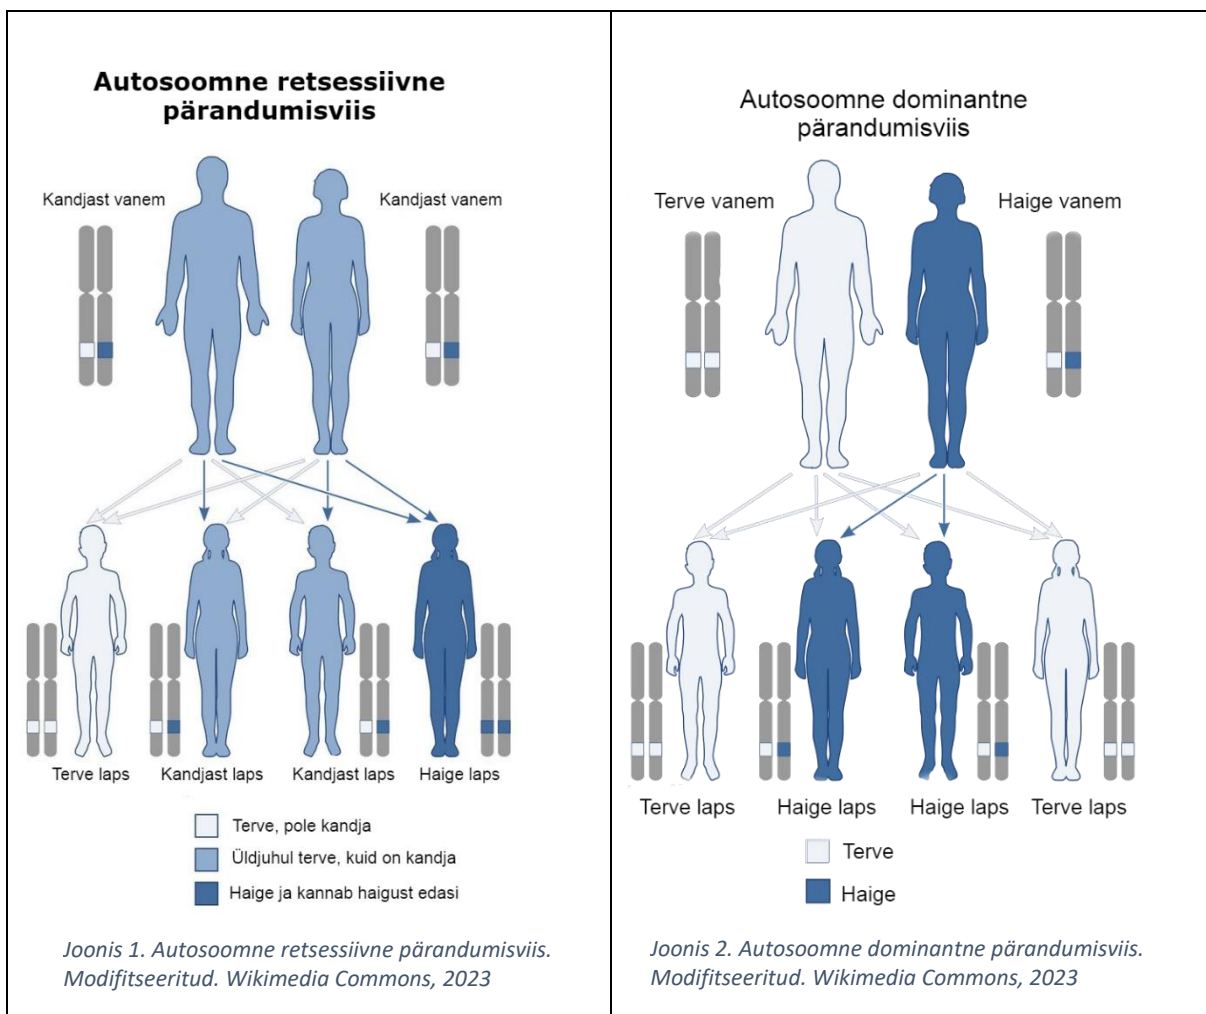 Autosoomne retsessiivne
pärandumisviis
Kandjast vanem
Kandjast vanem
Terve laps
Kandjast laps
Kandjast laps
Haige laps
Terve, pole kandja
Üldjuhul terve, kuid on kandja
Haige ja kannab haigust edasi
Joonis 1. Autosoomne retsessiivne pärandumisviis.
Modifitseeritud. Wikimedia Commons, 2023
Autosoomne dominantne
pärandumisviis
Terve vanem
Haige vanem
Terve laps
Haige laps
Haige laps
Terve laps
Terve
Haige
Joonis 2. Autosoomne dominantne pärandumisviis.
Modifitseeritud. Wikimedia Commons, 2023